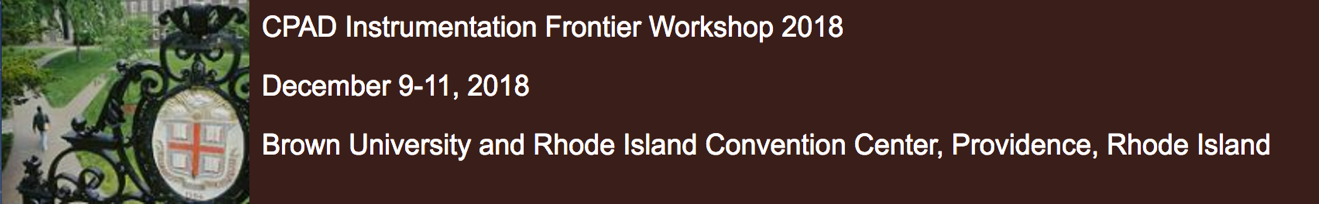 CPAD Instrumentation Frontier Workshop 2018
December 9-11, 2018
Brown University and Rhode Island Convention Center, Providence, Rhode Island